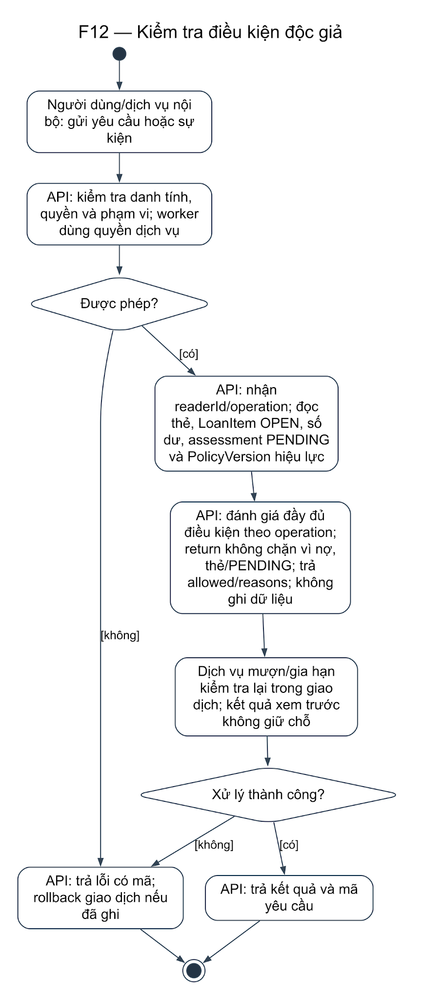 F12 — Kiểm tra điều kiện độc giả
Người dùng/dịch vụ nội
bộ: gửi yêu cầu hoặc sự
kiện
API: kiểm tra danh tính,
quyền và phạm vi; worker
dùng quyền dịch vụ
Được phép?
[có]
API: nhận
readerId/operation; đọc
thẻ, LoanItem OPEN, số
dư, assessment PENDING
và PolicyVersion hiệu lực
API: đánh giá đầy đủ
điều kiện theo operation;
return không chặn vì nợ,
thẻ/PENDING; trả
allowed/reasons; không
ghi dữ liệu
[không]
Dịch vụ mượn/gia hạn
kiểm tra lại trong giao
dịch; kết quả xem trước
không giữ chỗ
Xử lý thành công?
[không]
[có]
API: trả lỗi có mã;
rollback giao dịch nếu
đã ghi
API: trả kết quả và mã
yêu cầu